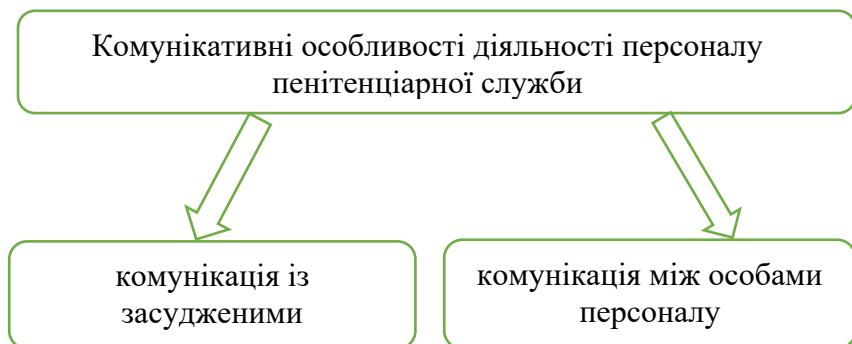 Комунікативні особливості діяльності персоналу
пенітенціарної служби
комунікація із
засудженими
комунікація між особами
персоналу